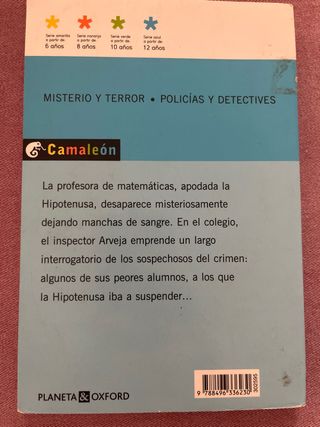 Serie amarilla
a partir de
6 años
Serie naranja
a partir de
8 años
Serie verde
a partir de
10 años
Serie azul
a partir de
12 años
MISTERIO Y TERROR • POLICÍAS Y DETECTIVES
Camaleón
La profesora de matemáticas, apodada la
Hipotenusa, desaparece misteriosamente
dejando manchas de sangre. En el colegio,
el inspector Arveja emprende un largo
interrogatorio de los sospechosos del crimen:
algunos de sus peores alumnos, a los que
la Hipotenusa iba a suspender...
9 788496 336230
302595
PLANETA & OXFORD